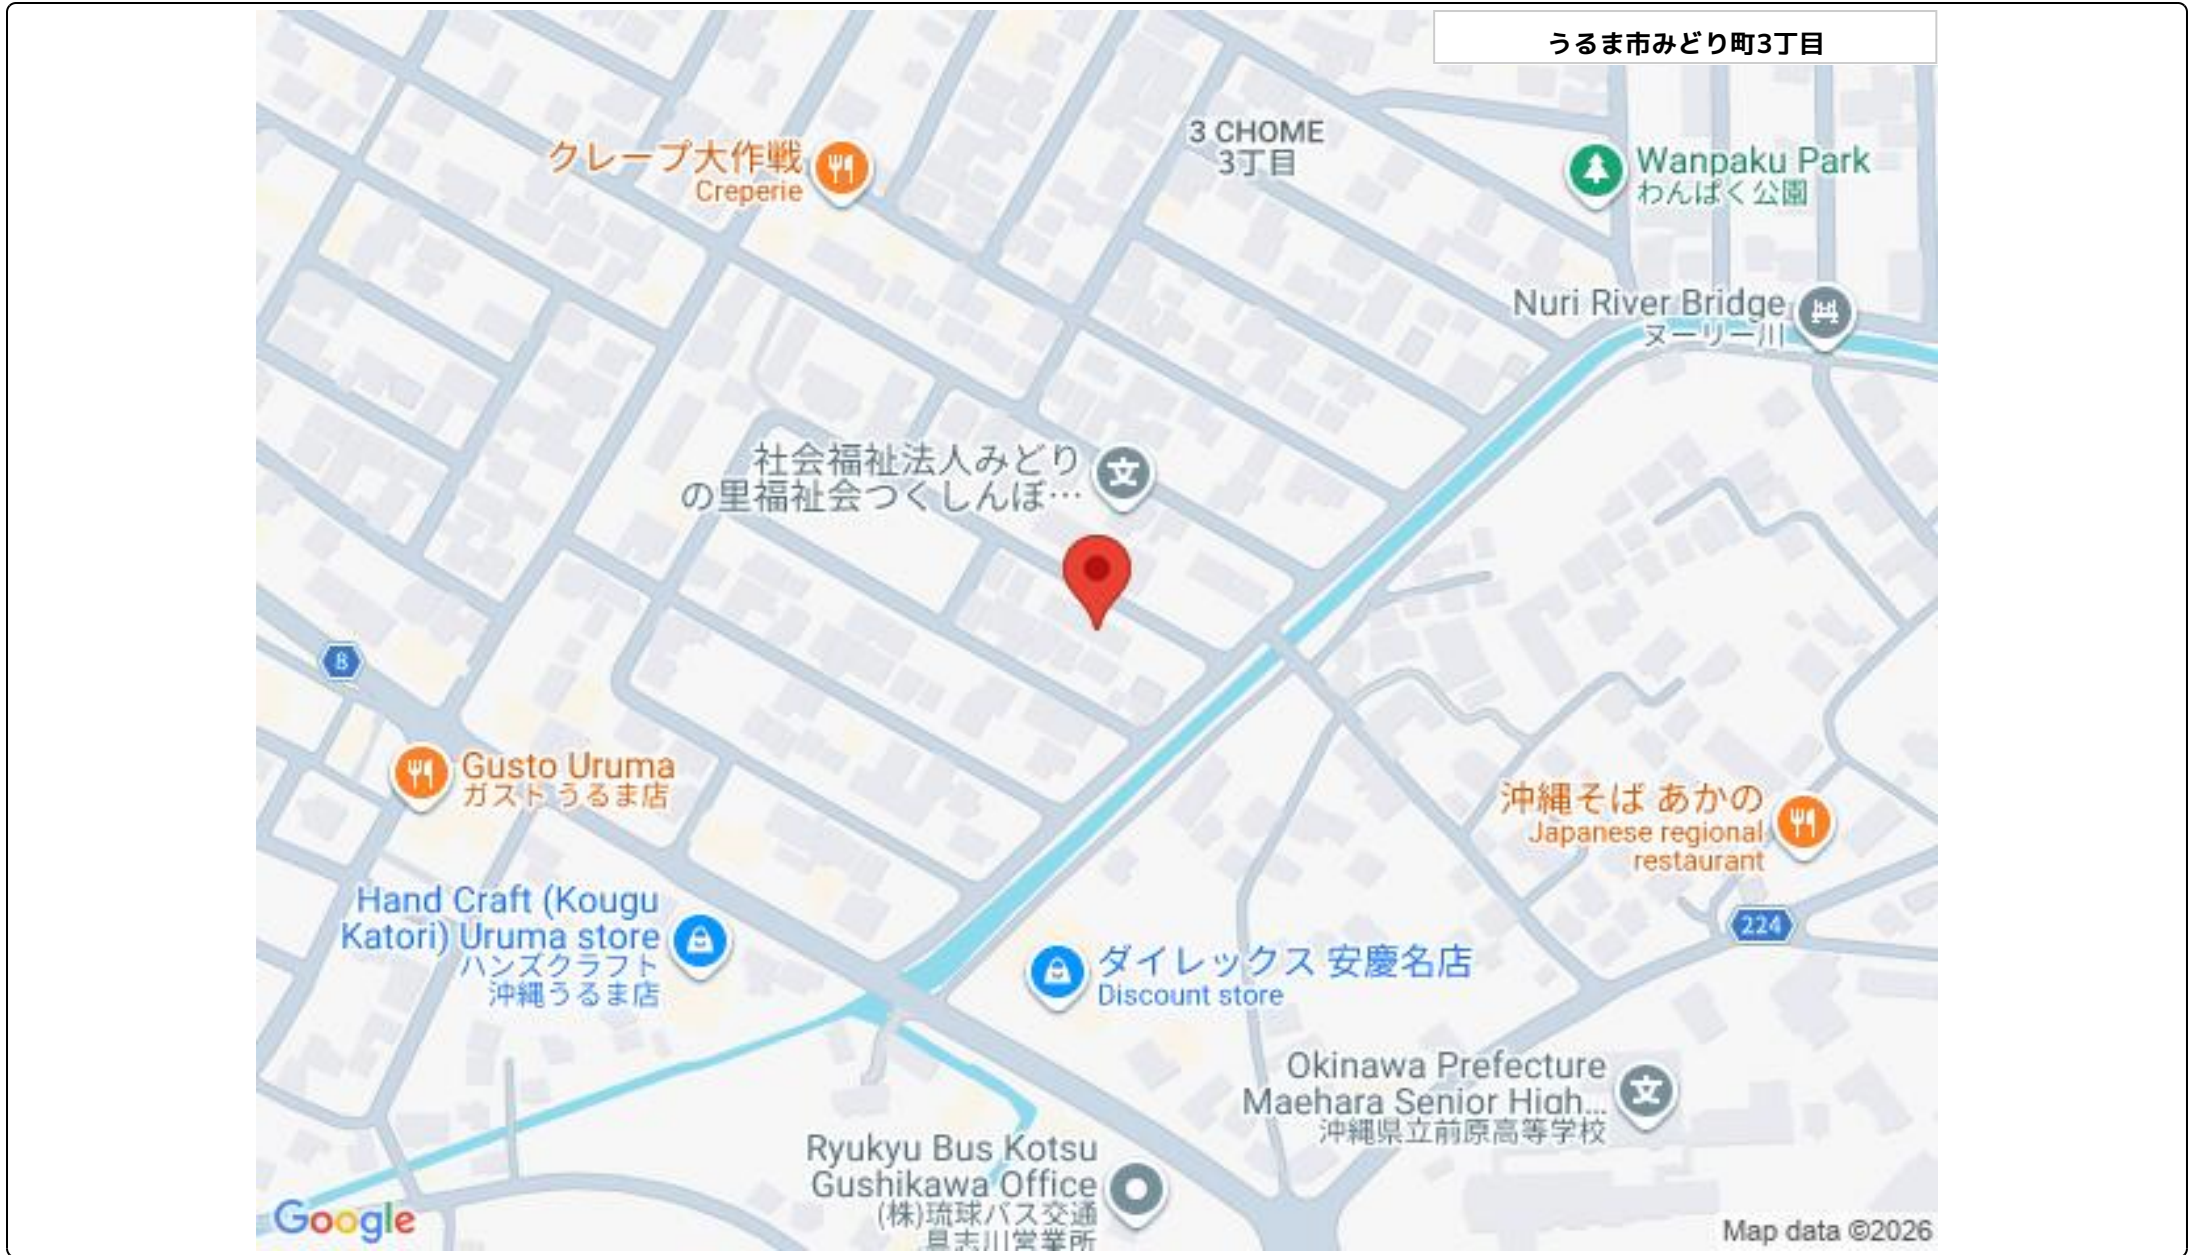 うるま市みどり町3丁目
クレープ大作戦
Creperie
3 CHOME
3丁目
Wanpaku Park
わんぱく公園
Nuri River Bridge
ヌーリー川
社会福祉法人みどり
の里福祉会つくしんぼ…
8
Gusto Uruma
ガスト うるま店
沖縄そば あかの
Japanese regional
restaurant
Hand Craft (Kougu
Katori) Uruma store
ハンズクラフト
沖縄うるま店
224
ダイレックス 安慶名店
Discount store
Okinawa Prefecture
Maehara Senior High...
沖縄県立前原高等学校
Ryukyu Bus Kotsu
Gushikawa Office
(株)琉球バス交通
具志川営業所
Google
Map data ©2026